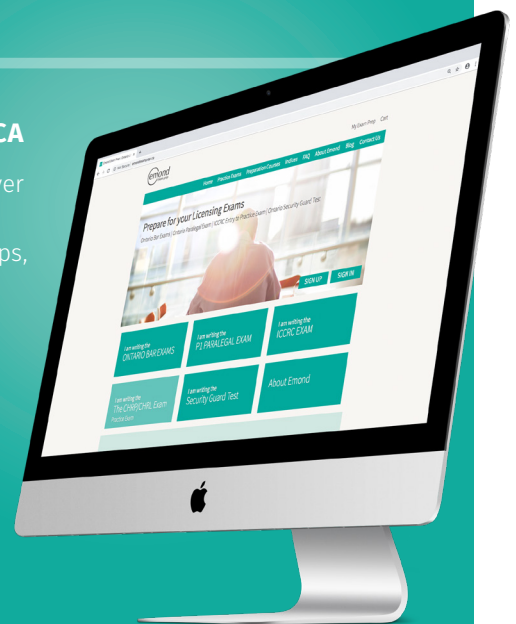 CA
ver
ps,
My Exam Prep Cart
emond
Home Practice Exams Preparation Courses Indices FAQ About Emond Blog Contact Us
Prepare for your Licensing Exams
Ontario Bar Exams | Ontario Paralegal Exam | ICCRC Entry to Practice Exam | Ontario Security Guard Test
SIGN UP SIGN IN
I am writing the
ONTARIO BAR EXAMS
I am writing the
P1 PARALEGAL EXAM
I am writing the
ICCRC EXAM
I am writing the
The CHRP/CHRL Exam
Practice Exam
I am writing the
Security Guard Test
About Emond